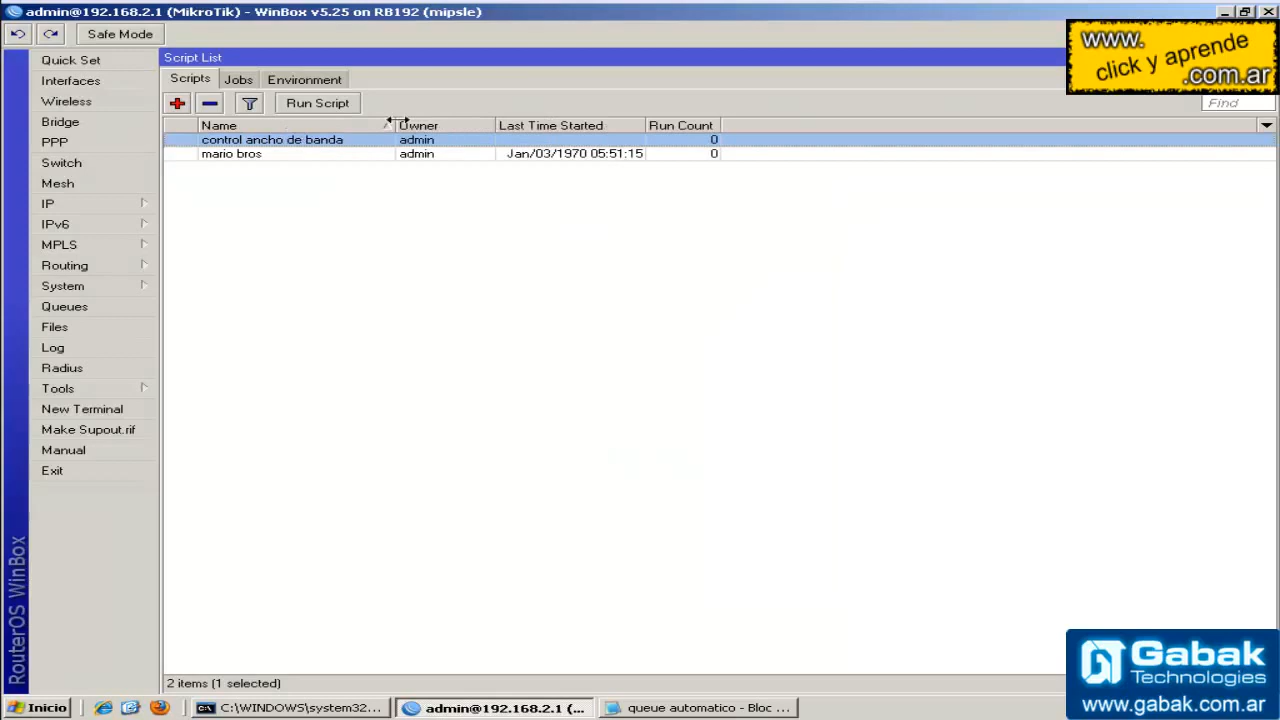 admin@192.168.2.1 (MikroTik) - WinBox v5.25 on RB192 (mipsle)
Safe Mode
www.
click y aprende
.com.ar
Quick Set
Interfaces
Wireless
Bridge
PPP
Switch
Mesh
IP
IPv6
MPLS
Routing
System
Queues
Files
Log
Radius
Tools
New Terminal
Make Supout.rif
Manual
Exit
RouterOS WinBox
Script List
Scripts Jobs Environment
Run Script
Find
Name Owner Last Time Started Run Count
control ancho de banda admin 0
mario bros admin Jan/03/1970 05:51:15 0
2 items (1 selected)
Gabak
Technologies
www.gabak.com.ar
Inicio C:\WINDOWS\system32... admin@192.168.2.1 (... queue automatico - Bloc ...